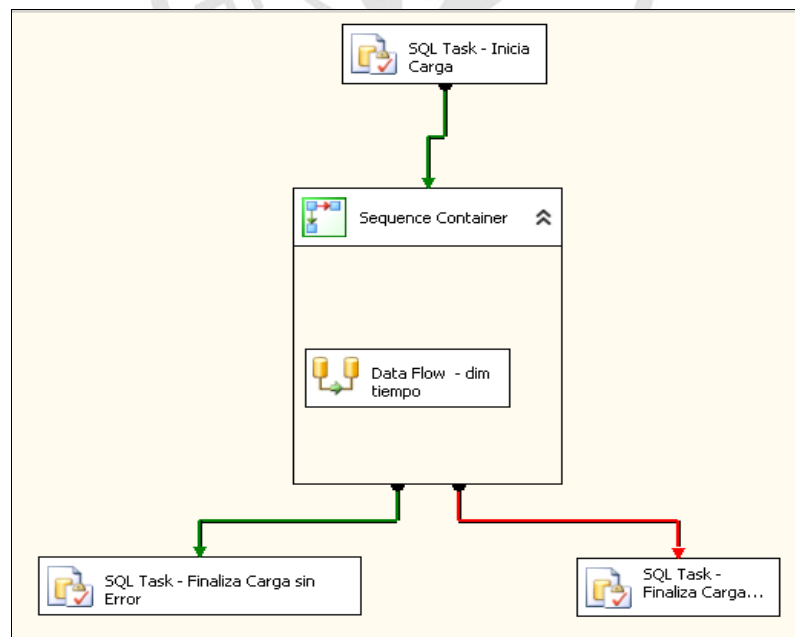 SQL Task - Inicia
Carga
Sequence Container
Data Flow - dim
tiempo
SQL Task - Finaliza Carga sin
Error
SQL Task -
Finaliza Carga...